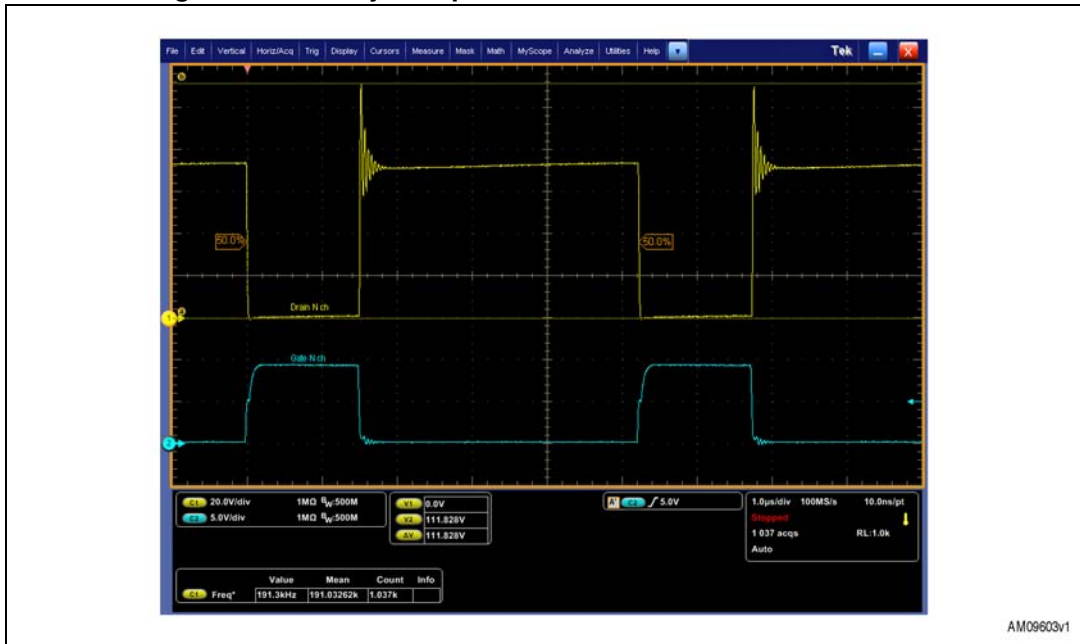 File Edit Vertical Horiz/Acq Trig Display Cursors Measure Mask Math MyScope Analyze Utilities Help Tek X
b
50.0% 50.0%
Drain N ch
1
a
Gate N ch
2
C1 20.0V/div 1MΩ BW:500M
C2 5.0V/div 1MΩ BW:500M
V1 0.0V
V2 111.828V
ΔV 111.828V
A' C2 5.0V
1.0µs/div 100MS/s 10.0ns/pt
Stopped
1 037 acqs RL:1.0k
Auto
Value Mean Count Info
C1 Freq* 191.3kHz 191.03262k 1.037k
AM09603v1